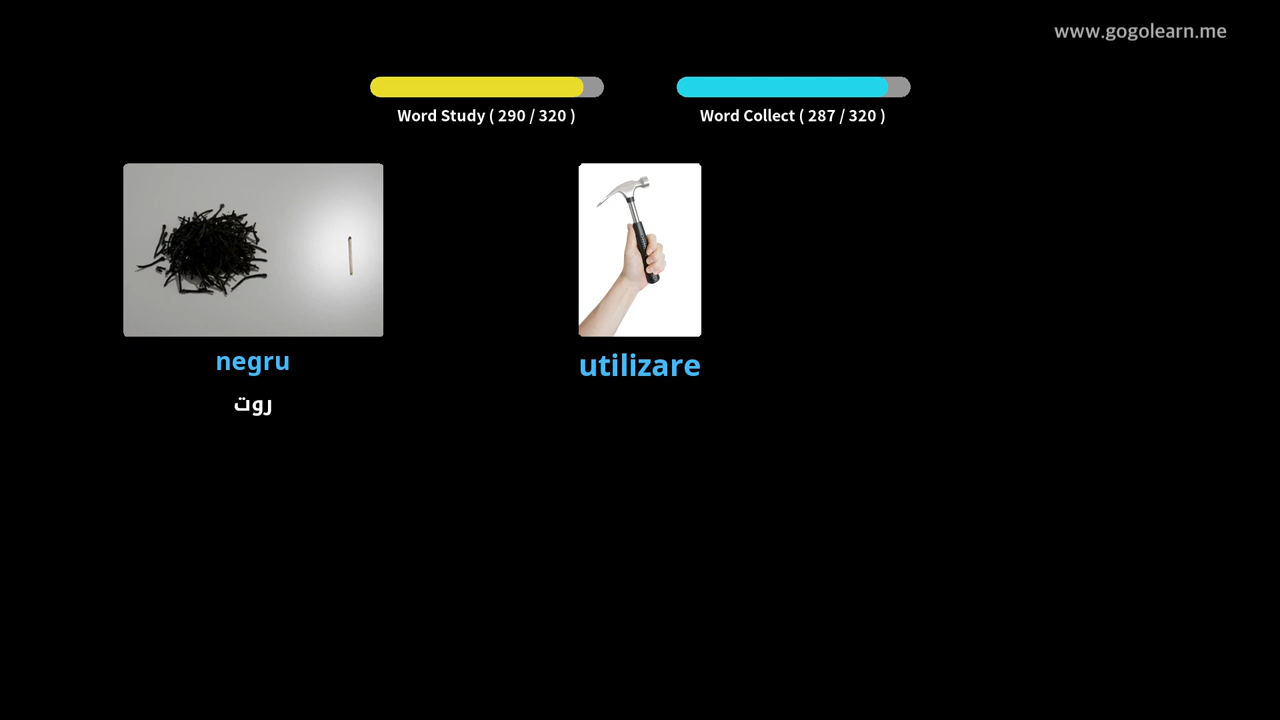 www.gogolearn.me
Word Study ( 290 / 320 )
Word Collect ( 287 / 320 )
negru
روت
utilizare